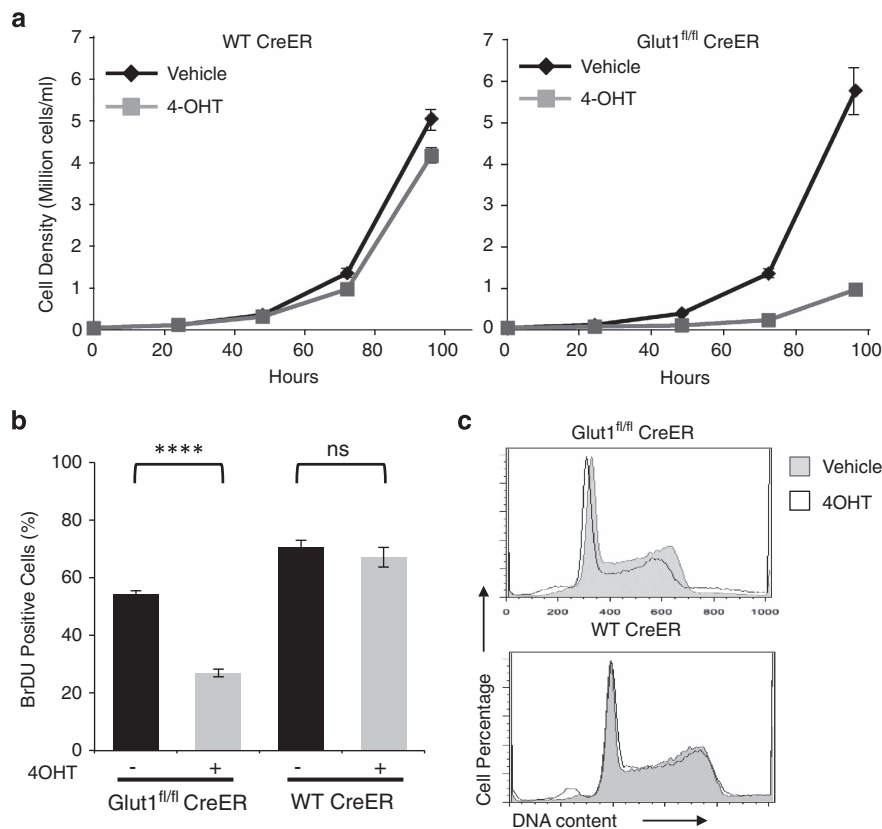 a
WT CreER
Vehicle
4-OHT
Cell Density (Million cells/ml)
7
6
5
4
3
2
1
0
0 20 40 60 80 100
Hours
Glut1fl/fl CreER
Vehicle
4-OHT
7
6
5
4
3
2
1
0
0 20 40 60 80 100
Hours
b
**** ns
BrDU Positive Cells (%)
100
80
60
40
20
0
4OHT - + - +
Glut1fl/fl CreER WT CreER
c
Glut1fl/fl CreER
Vehicle
4OHT
0 200 400 600 800 1000
WT CreER
Cell Percentage
DNA content